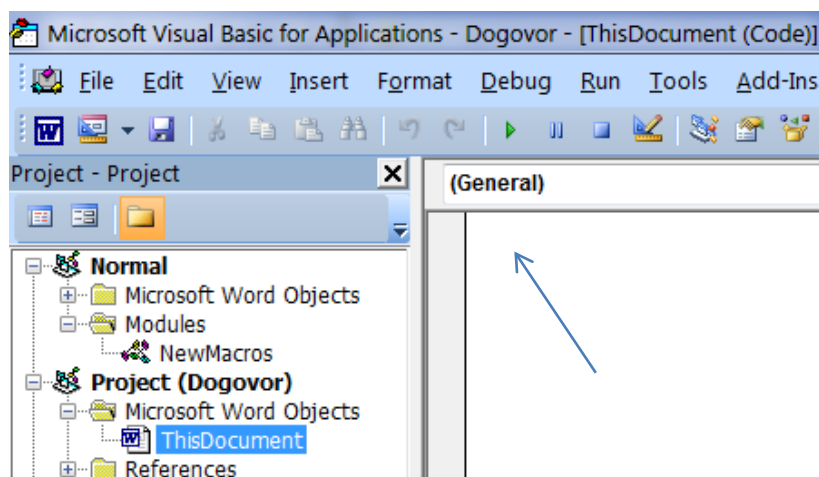 Microsoft Visual Basic for Applications - Dogovor - [ThisDocument (Code)]
File Edit View Insert Format Debug Run Tools Add-Ins
Project - Project
(General)
Normal
Microsoft Word Objects
Modules
NewMacros
Project (Dogovor)
Microsoft Word Objects
ThisDocument
References